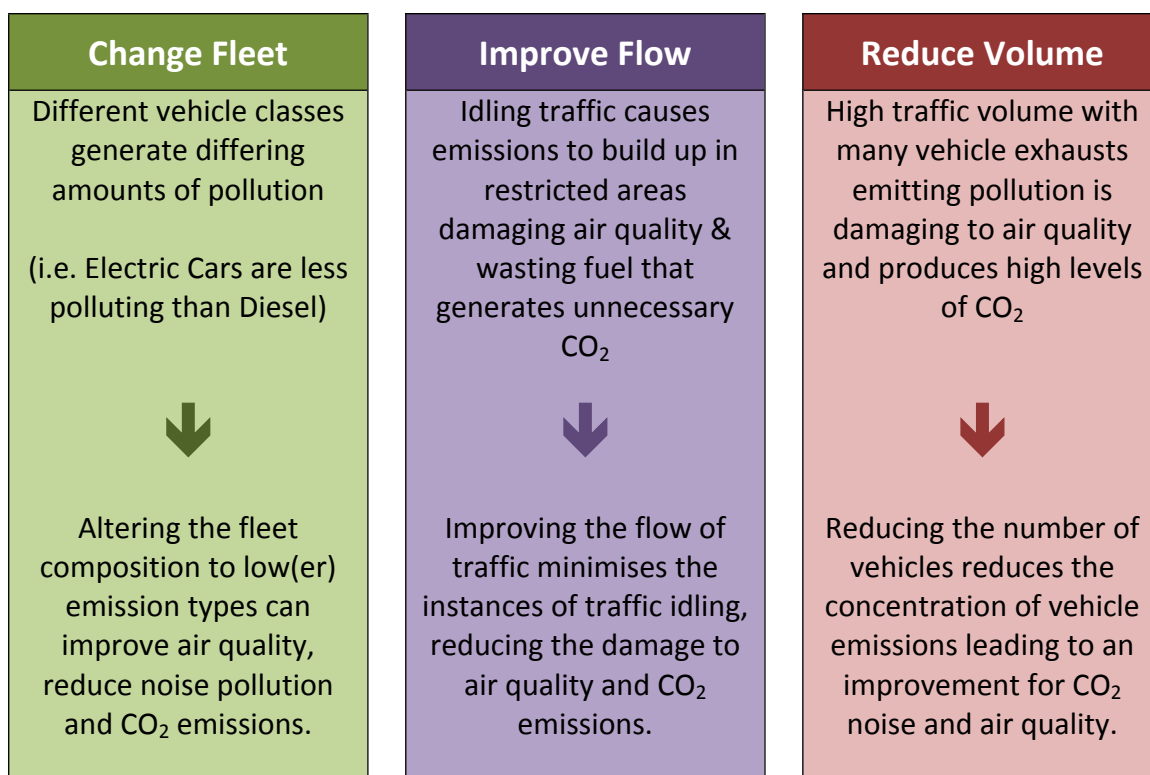 Change Fleet
Different vehicle classes
generate differing
amounts of pollution
(i.e. Electric Cars are less
polluting than Diesel)
Altering the fleet
composition to low(er)
emission types can
improve air quality,
reduce noise pollution
and CO₂ emissions.
Improve Flow
Idling traffic causes
emissions to build up in
restricted areas
damaging air quality &
wasting fuel that
generates unnecessary
CO₂
Improving the flow of
traffic minimises the
instances of traffic idling,
reducing the damage to
air quality and CO₂
emissions.
Reduce Volume
High traffic volume with
many vehicle exhausts
emitting pollution is
damaging to air quality
and produces high levels
of CO₂
Reducing the number of
vehicles reduces the
concentration of vehicle
emissions leading to an
improvement for CO₂
noise and air quality.